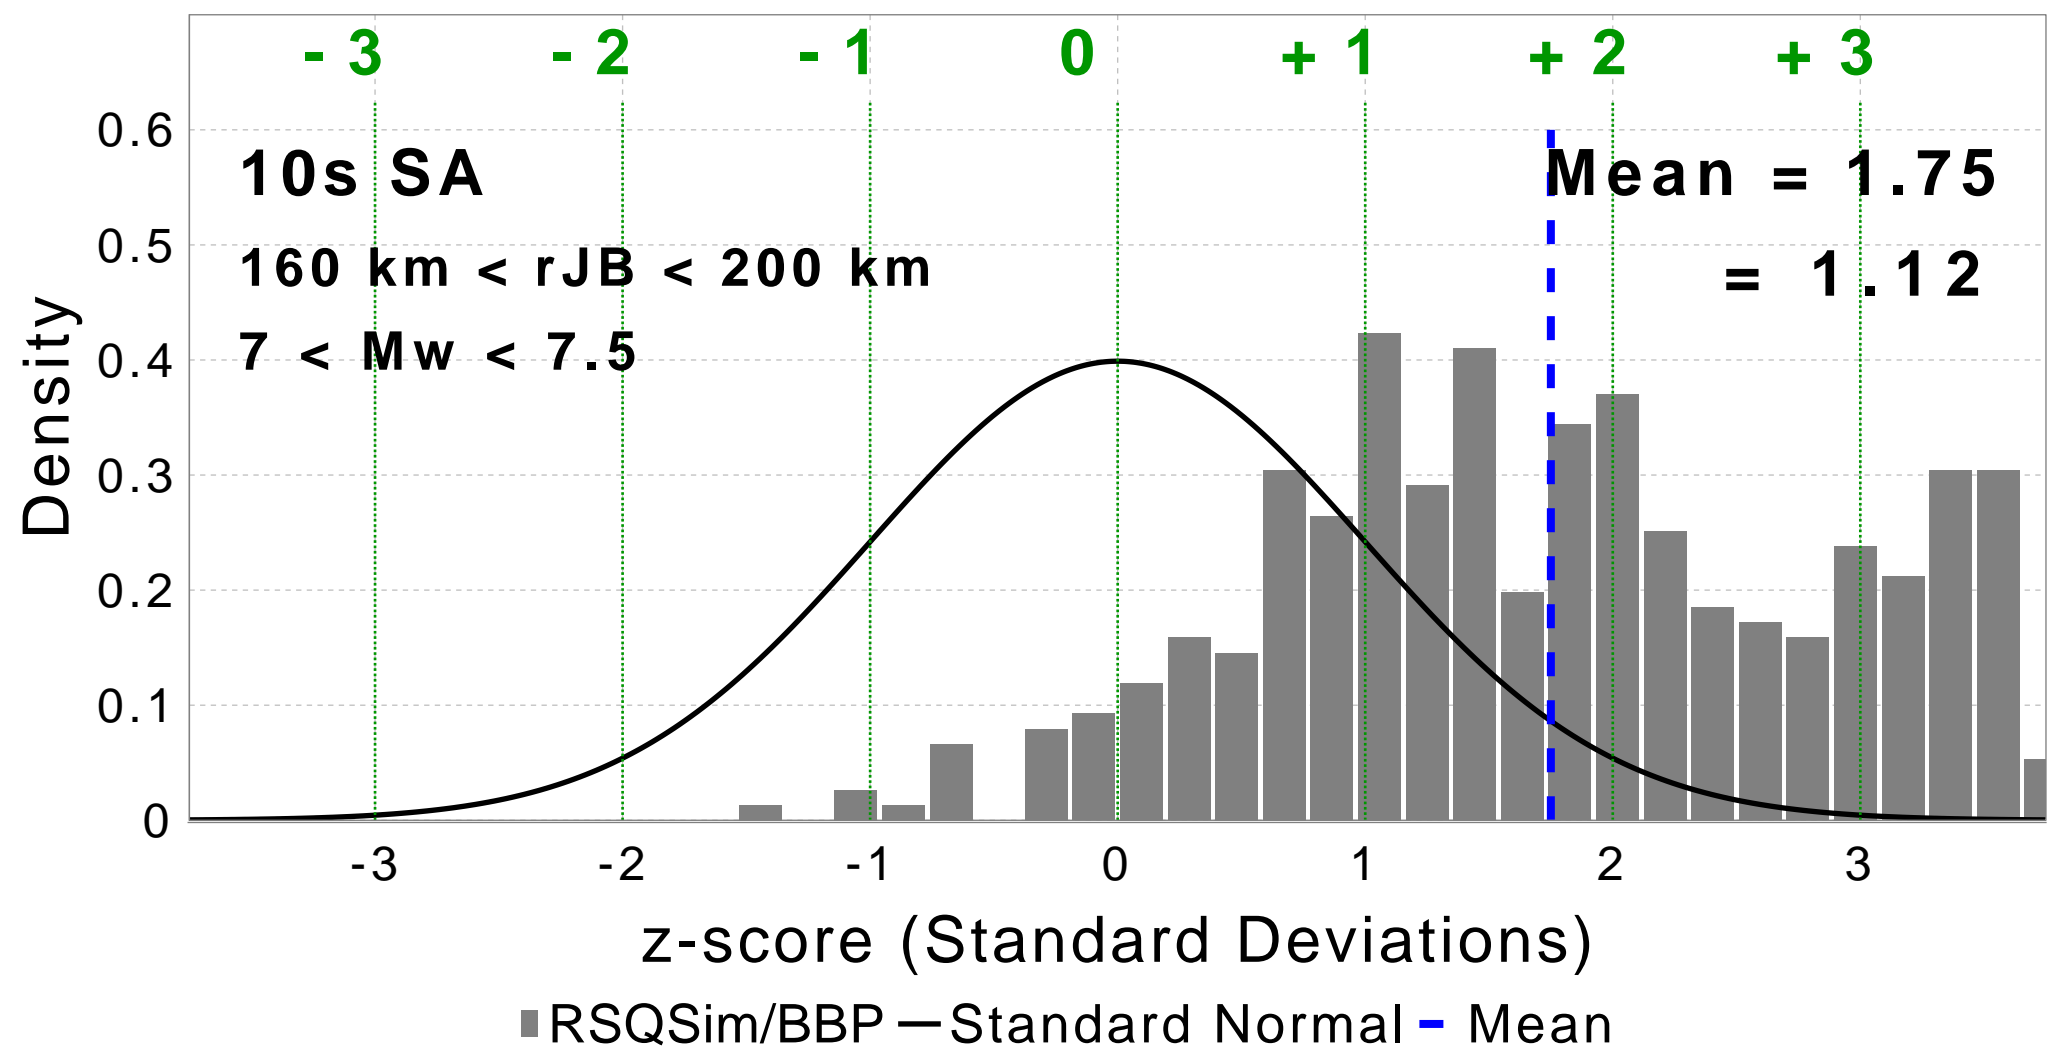 - 3 - 2 - 1 0 + 1 + 2 + 3
0.6
0.5
0.4
0.3
0.2
0.1
0
Density
10s SA
160 km < rJB < 200 km
7 < Mw < 7.5
Mean = 1.75
= 1.12
-3 -2 -1 0 1 2 3
z-score (Standard Deviations)
RSQSim/BBP Standard Normal Mean